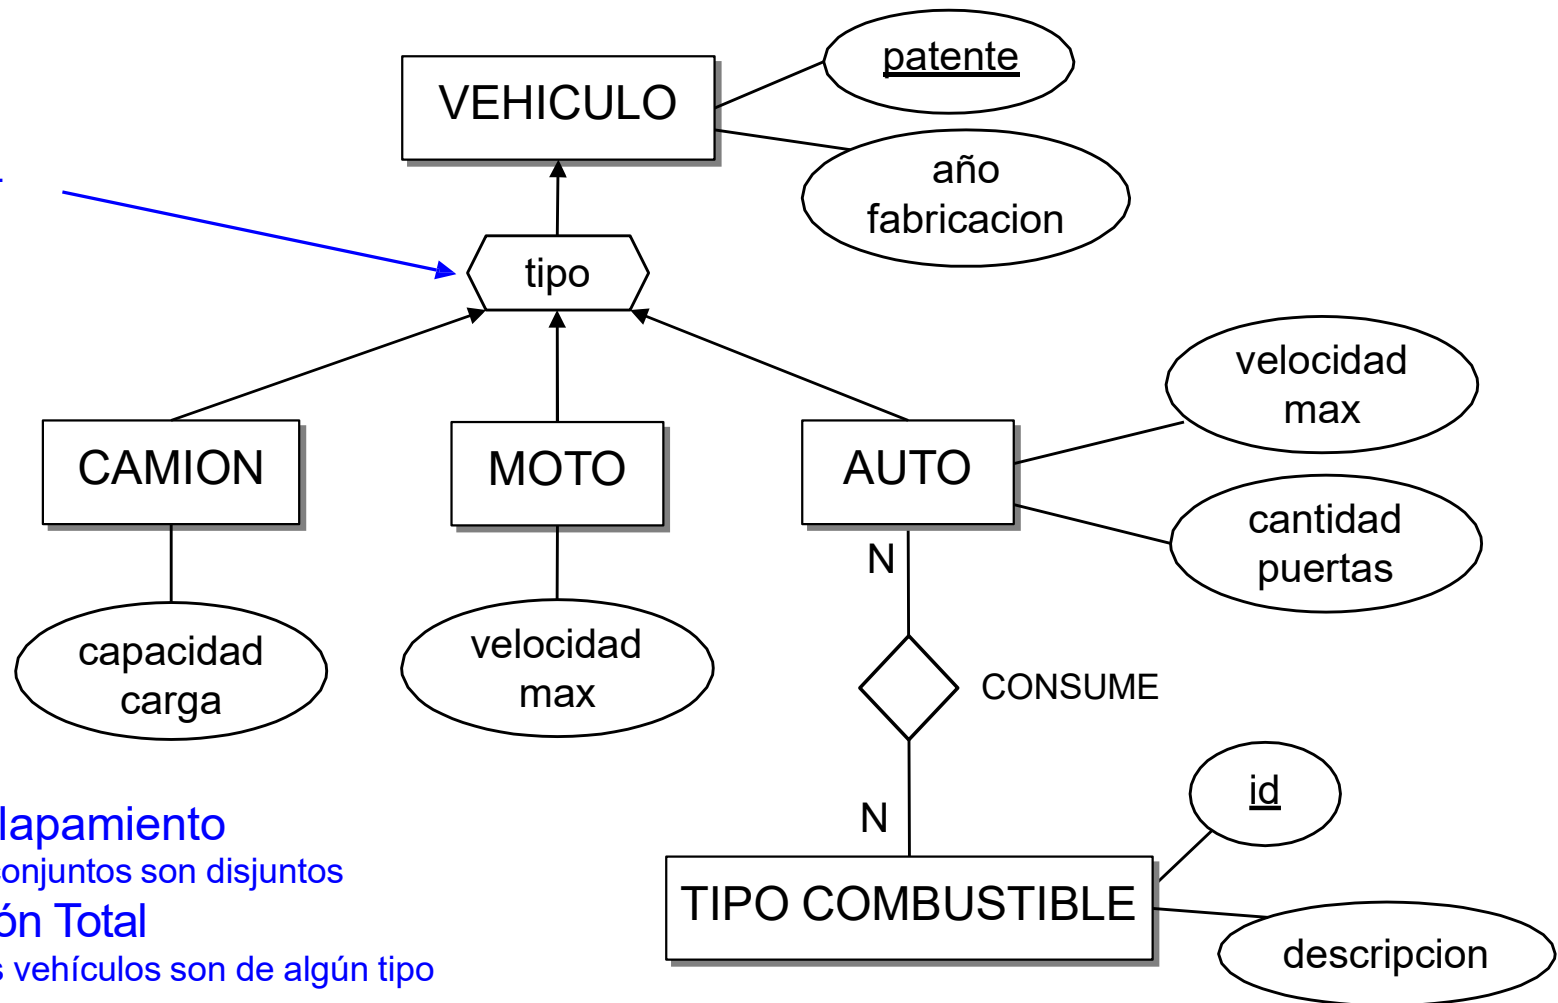 patente
VEHICULO
año
fabricacion
tipo
velocidad
max
CAMION
MOTO
AUTO
cantidad
puertas
N
capacidad
carga
velocidad
max
CONSUME
id
N
lapamiento
conjuntos son disjuntos
TIPO COMBUSTIBLE
ón Total
s vehículos son de algún tipo
descripcion